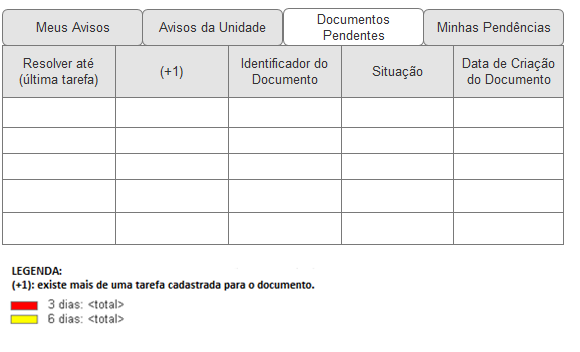 Meus Avisos
Avisos da Unidade
Documentos
Pendentes
Minhas Pendências
Resolver até
(última tarefa)
(+1)
Identificador do
Documento
Situação
Data de Criação
do Documento
LEGENDA:
(+1): existe mais de uma tarefa cadastrada para o documento.
3 dias: <total>
6 dias: <total>